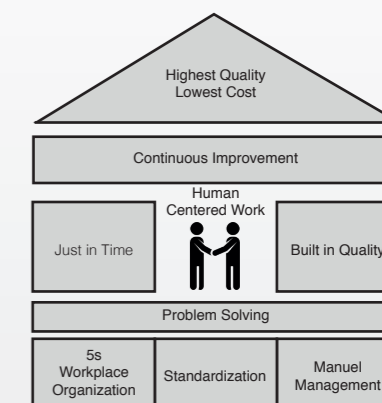 Highest Quality
Lowest Cost
Continuous Improvement
Human
Centered Work
Just in Time
Built in Quality
Problem Solving
5s
Workplace
Organization
Standardization
Manuel
Management